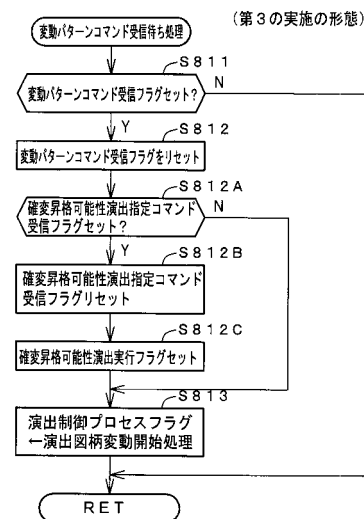 (第3の実施の形態)
変動パターンコマンド受信待ち処理
S811
変動パターンコマンド受信フラグセット?
N
Y
S812
変動パターンコマンド受信フラグをリセット
S812A
確変昇格可能性演出指定コマンド
受信フラグセット?
N
Y
S812B
確変昇格可能性演出指定コマンド
受信フラグリセット
S812C
確変昇格可能性演出実行フラグセット
S813
演出制御プロセスフラグ
←演出図柄変動開始処理
RET